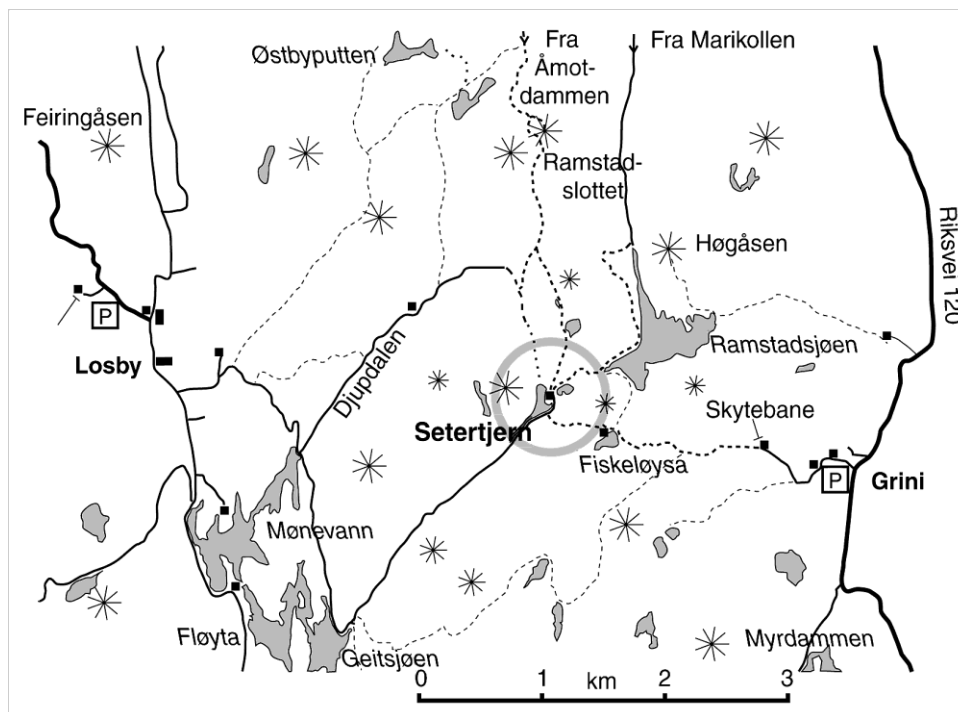 Østbyputten
Fra
Åmot-
dammen
Fra Marikollen
Feiringåsen
Ramstad-
slottet
Høgåsen
Riksvei 120
P
Losby
Djupdalen
Ramstadsjøen
Setertjern
Skytebane
Fiskeløysa
P
Grini
Mønevann
Fløyta
Geitsjøen
Myrdammen
0 1 2 3
km